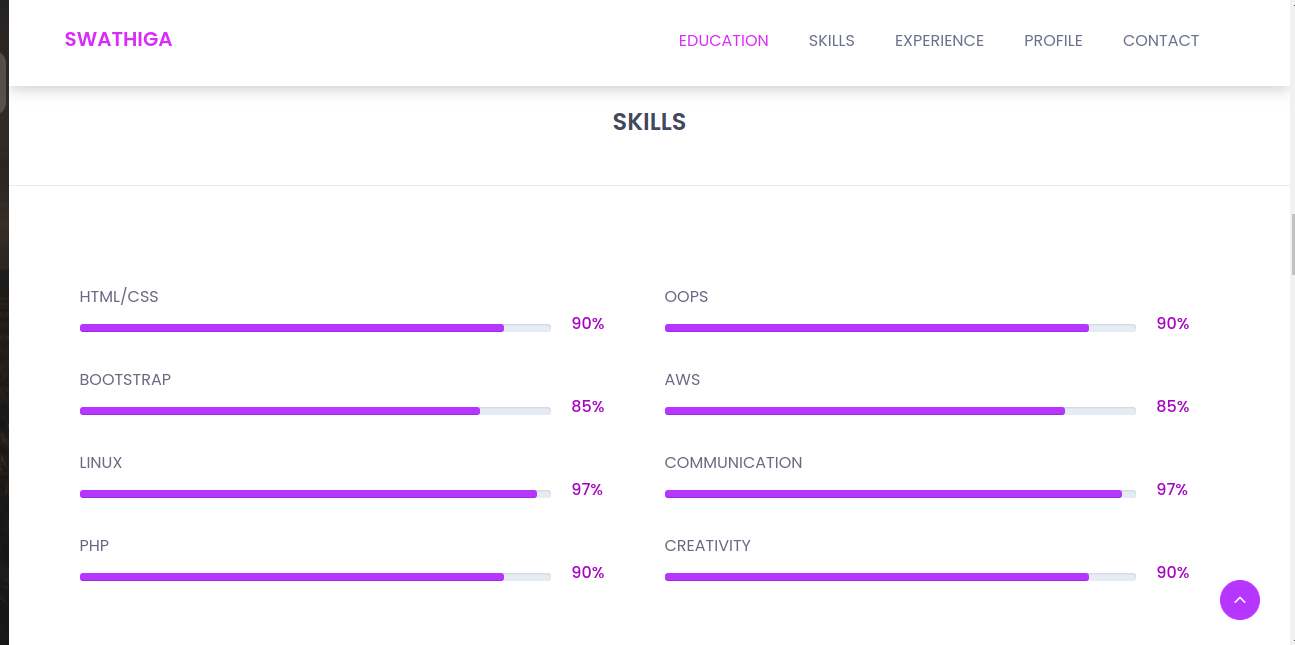 SWATHIGA
EDUCATION SKILLS EXPERIENCE PROFILE CONTACT
SKILLS
HTML/CSS
90%
BOOTSTRAP
85%
LINUX
97%
PHP
90%
OOPS
90%
AWS
85%
COMMUNICATION
97%
CREATIVITY
90%